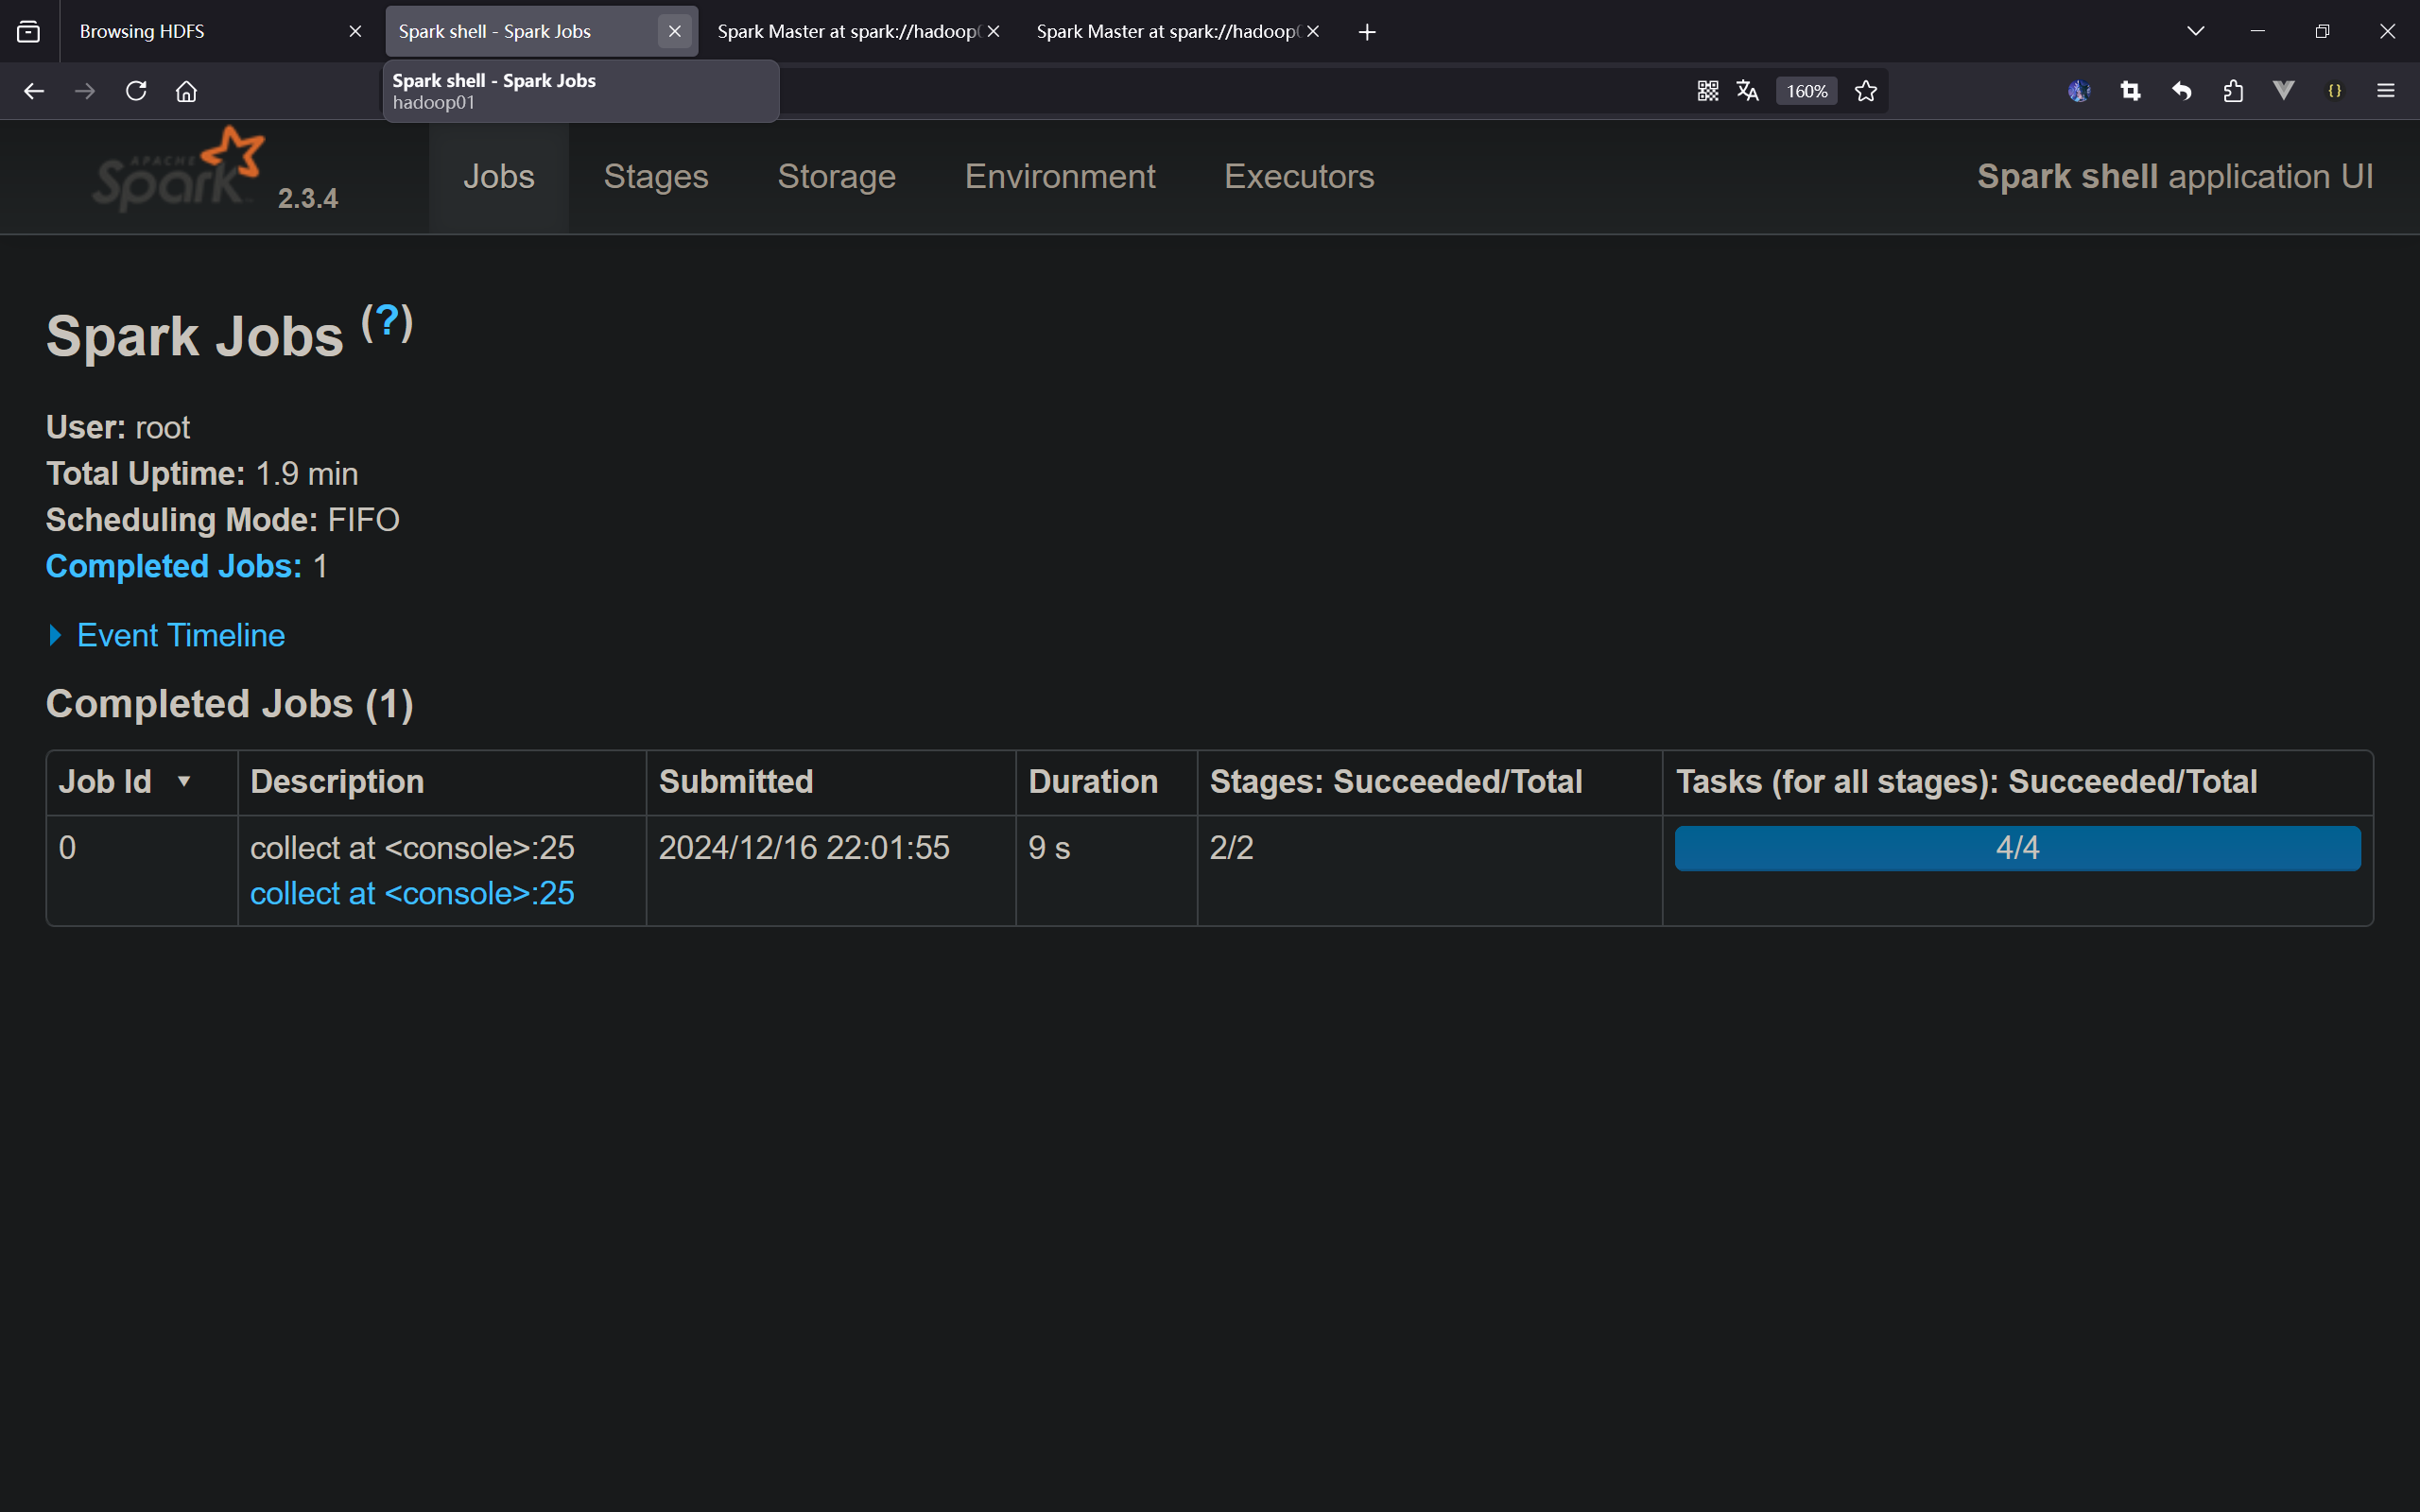 Browsing HDFS
Spark shell - Spark Jobs
Spark Master at spark://hadoop
Spark Master at spark://hadoop
Spark shell - Spark Jobs
hadoop01
160%
APACHE
Spark 2.3.4
Jobs
Stages
Storage
Environment
Executors
Spark shell application UI
Spark Jobs (?)
User: root
Total Uptime: 1.9 min
Scheduling Mode: FIFO
Completed Jobs: 1
Event Timeline
Completed Jobs (1)
Job Id ▼ Description Submitted Duration Stages: Succeeded/Total Tasks (for all stages): Succeeded/Total
0 collect at <console>:25 2024/12/16 22:01:55 9 s 2/2 4/4
collect at <console>:25